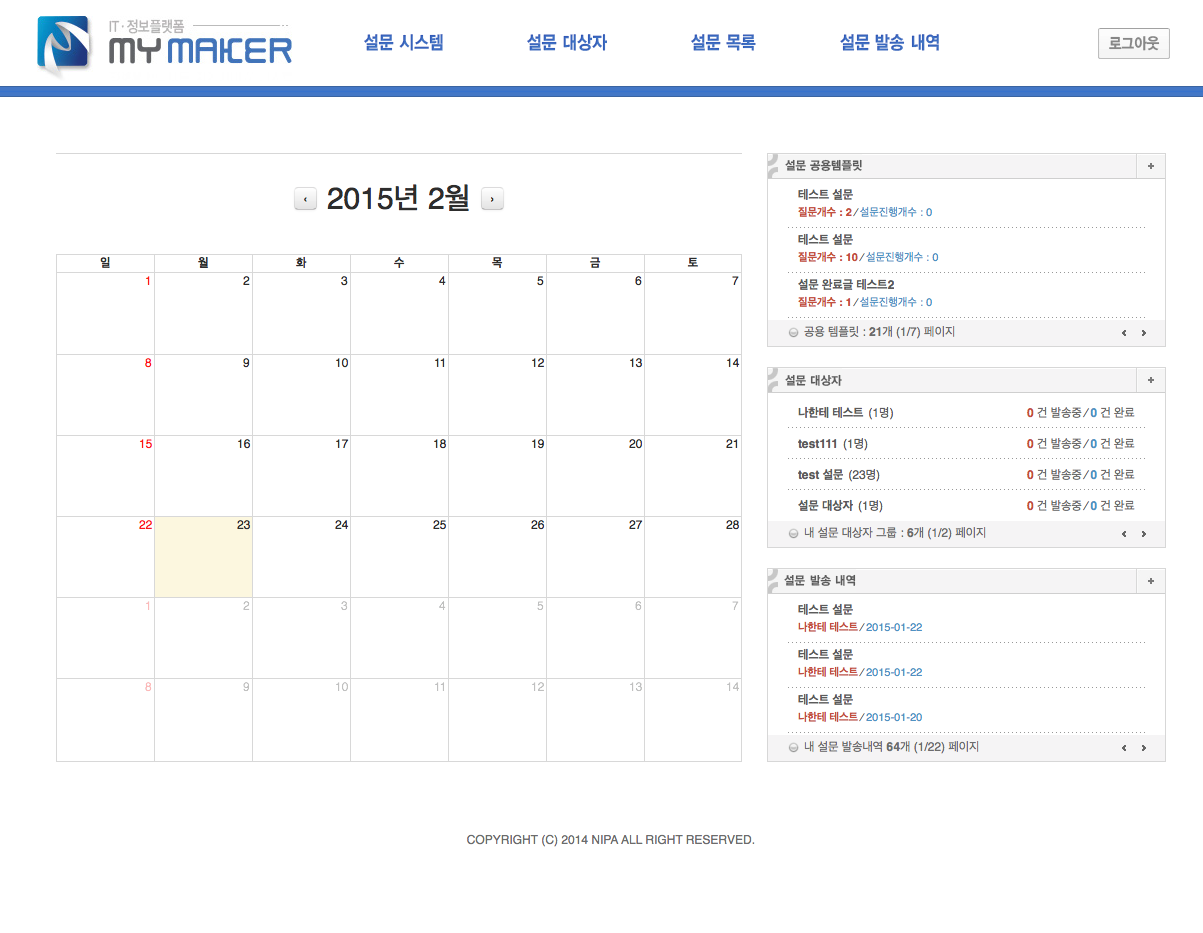 IT·정보플랫폼
MY MAKER
설문 시스템 설문 대상자 설문 목록 설문 발송 내역 로그아웃
‹ 2015년 2월 ›
일 월 화 수 목 금 토
1 2 3 4 5 6 7
8 9 10 11 12 13 14
15 16 17 18 19 20 21
22 23 24 25 26 27 28
1 2 3 4 5 6 7
8 9 10 11 12 13 14
설문 공용템플릿 +
테스트 설문
질문개수 : 2 / 설문진행개수 : 0
테스트 설문
질문개수 : 10 / 설문진행개수 : 0
설문 완료글 테스트2
질문개수 : 1 / 설문진행개수 : 0
공용 템플릿 : 21개 (1/7) 페이지 ‹ ›
설문 대상자 +
나한테 테스트 (1명) 0 건 발송중 / 0 건 완료
test111 (1명) 0 건 발송중 / 0 건 완료
test 설문 (23명) 0 건 발송중 / 0 건 완료
설문 대상자 (1명) 0 건 발송중 / 0 건 완료
내 설문 대상자 그룹 : 6개 (1/2) 페이지 ‹ ›
설문 발송 내역 +
테스트 설문
나한테 테스트 / 2015-01-22
테스트 설문
나한테 테스트 / 2015-01-22
테스트 설문
나한테 테스트 / 2015-01-20
내 설문 발송내역 64개 (1/22) 페이지 ‹ ›
COPYRIGHT (C) 2014 NIPA ALL RIGHT RESERVED.